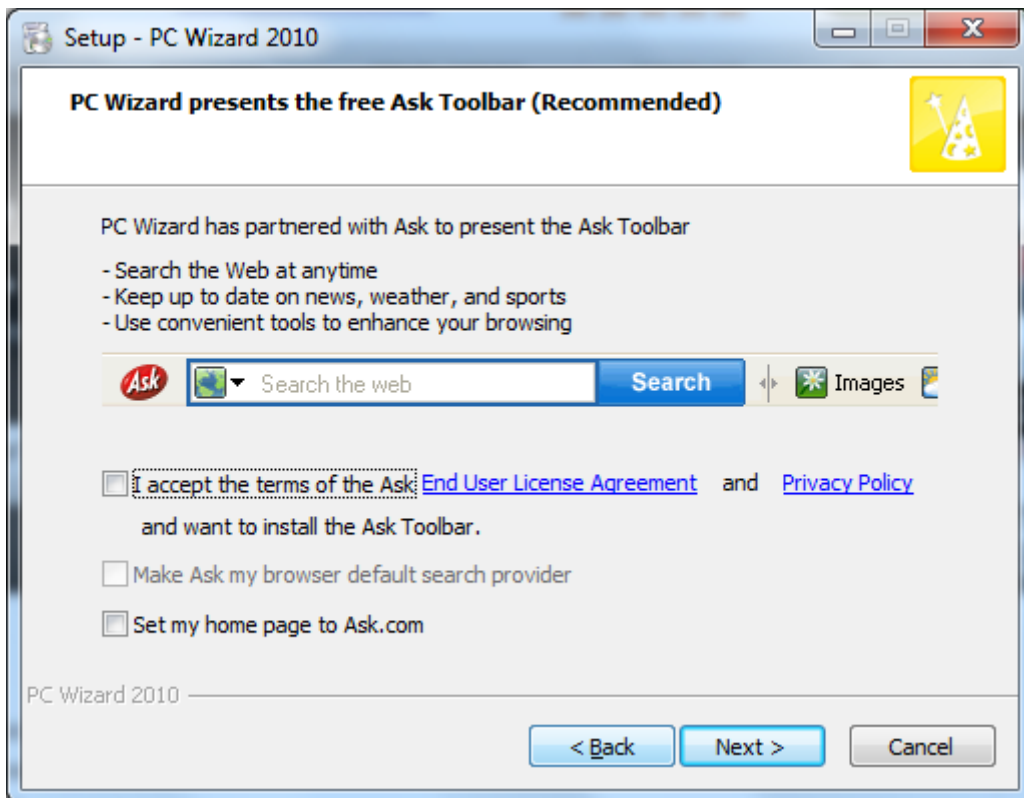 Setup - PC Wizard 2010
PC Wizard presents the free Ask Toolbar (Recommended)
PC Wizard has partnered with Ask to present the Ask Toolbar
- Search the Web at anytime
- Keep up to date on news, weather, and sports
- Use convenient tools to enhance your browsing
Ask Search the web Search Images
I accept the terms of the Ask End User License Agreement and Privacy Policy
and want to install the Ask Toolbar.
Make Ask my browser default search provider
Set my home page to Ask.com
PC Wizard 2010
< Back Next > Cancel